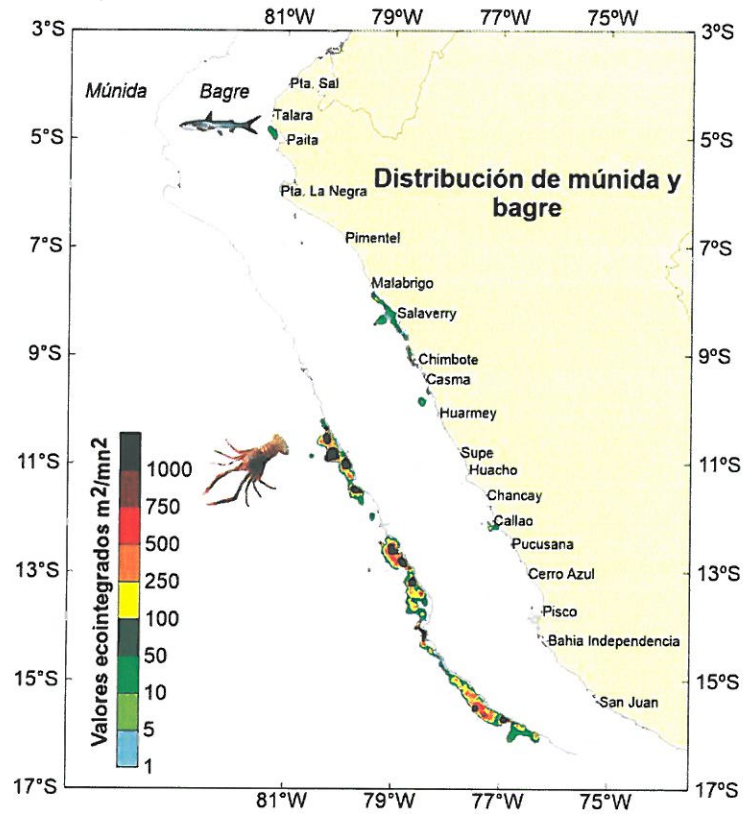 81°W 79°W 77°W 75°W
3°S 3°S
Múnida Bagre Pta. Sal
Talara
5°S Paita 5°S
Pta. La Negra
Distribución de múnida y
bagre
7°S Pimentel 7°S
Malabrigo
Salaverry
9°S Chimbote 9°S
Casma
Huarmey
11°S Supe 11°S
Huacho
Chancay
Callao
Pucusana
13°S Cerro Azul 13°S
Pisco
Bahia Independencia
15°S San Juan 15°S
17°S 17°S
81°W 79°W 77°W 75°W
Valores ecointegrados m²/mn²
1000
750
500
250
100
50
10
5
1